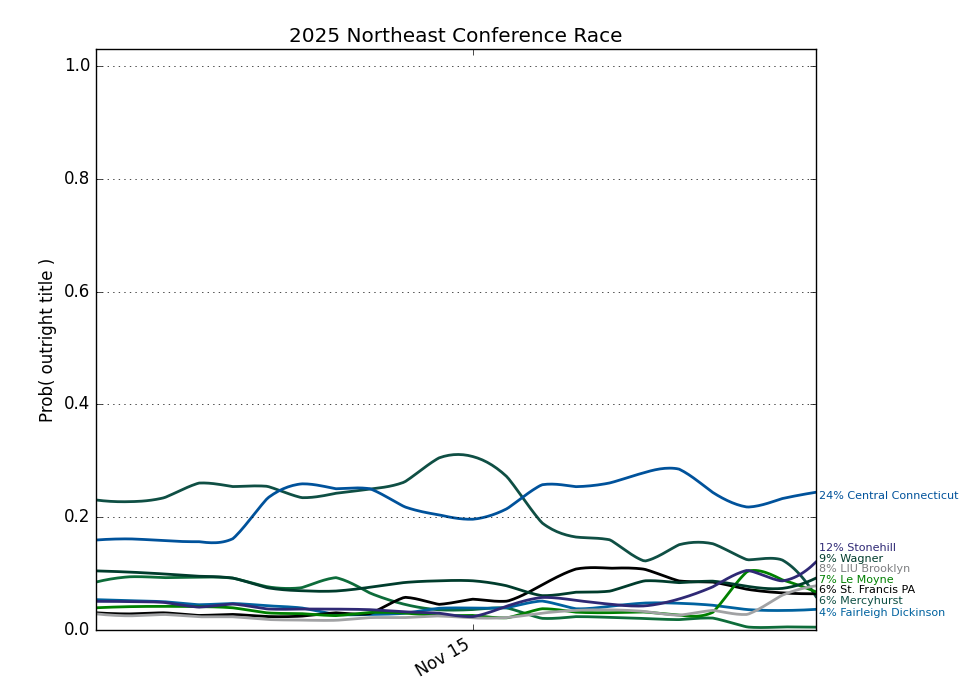 2025 Northeast Conference Race
1.0
0.8
0.6
0.4
0.2
0.0
Prob( outright title )
Nov 15
24% Central Connecticut
12% Stonehill
9% Wagner
8% LIU Brooklyn
7% Le Moyne
6% St. Francis PA
6% Mercyhurst
4% Fairleigh Dickinson